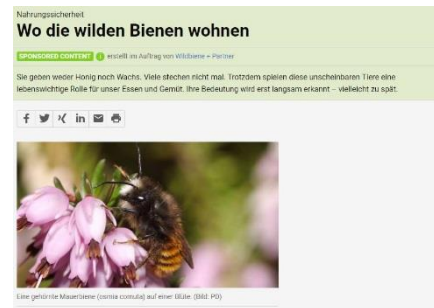 Nahrungssicherheit
Wo die wilden Bienen wohnen
SPONSORED CONTENT i erstellt im Auftrag von Wildbiene + Partner
Sie geben weder Honig noch Wachs. Viele stechen nicht mal. Trotzdem spielen diese unscheinbaren Tiere eine
lebenswichtige Rolle für unser Essen und Gemüt. Ihre Bedeutung wird erst langsam erkannt – vielleicht zu spät.
Eine gehörnte Mauerbiene (osmia cornuta) auf einer Blüte. (Bild: PD)